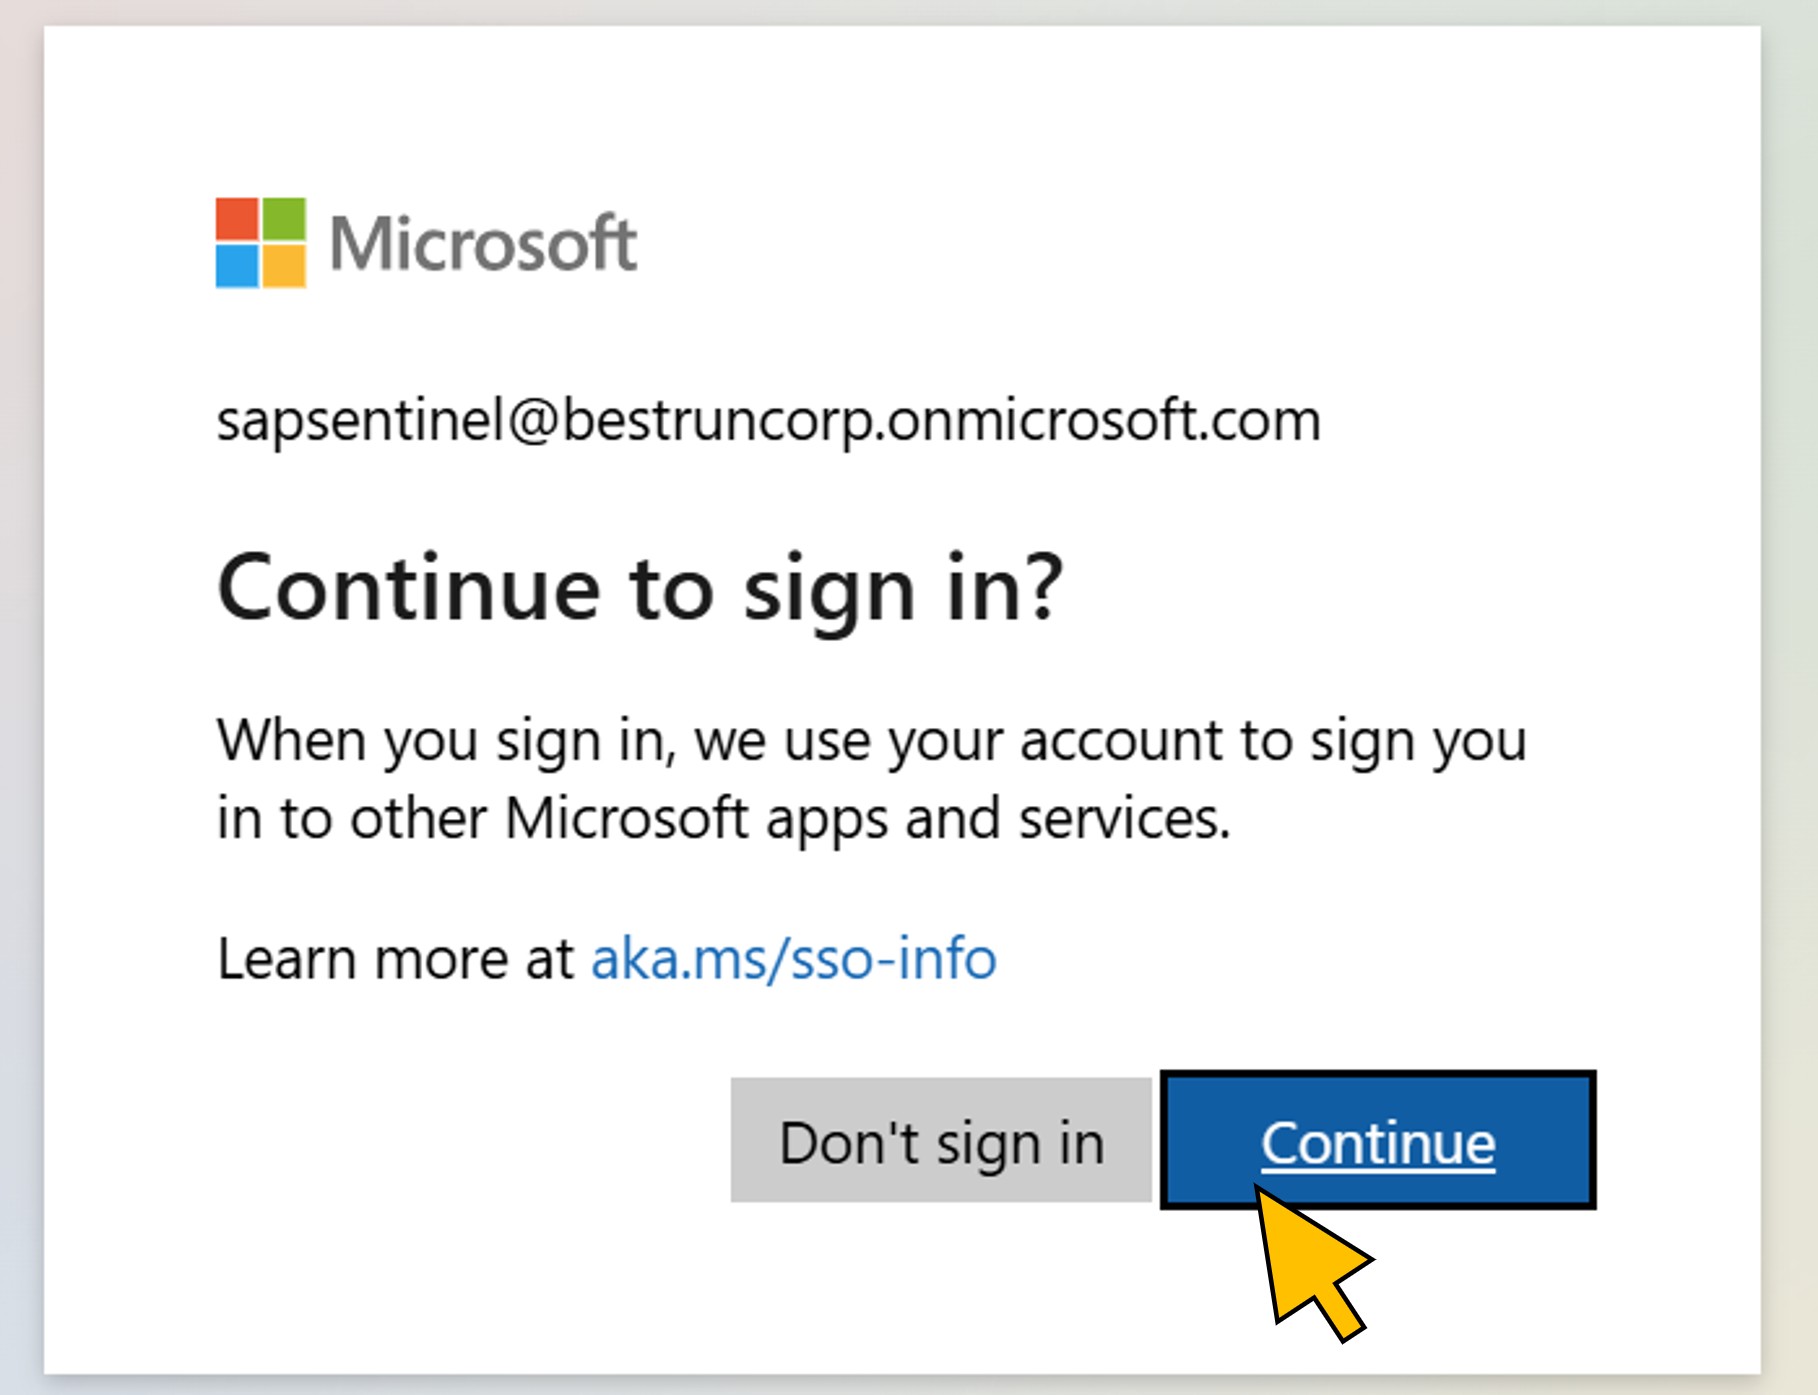 Microsoft
sapsentinel@bestruncorp.onmicrosoft.com
Continue to sign in?
When you sign in, we use your account to sign you
in to other Microsoft apps and services.
Learn more at aka.ms/sso-info
Don't sign in
Continue